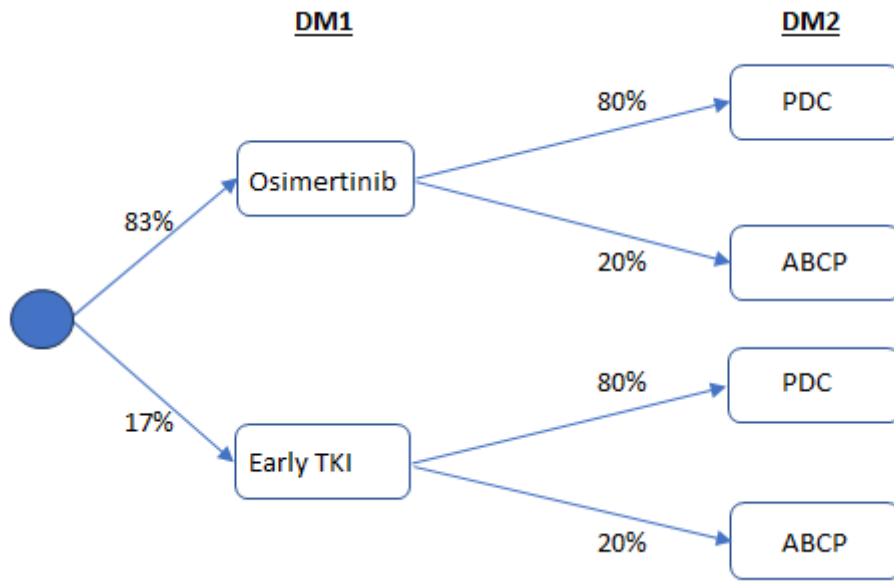 DM1 DM2
80% PDC
Osimertinib
83%
20% ABCP
80% PDC
17%
Early TKI
20% ABCP